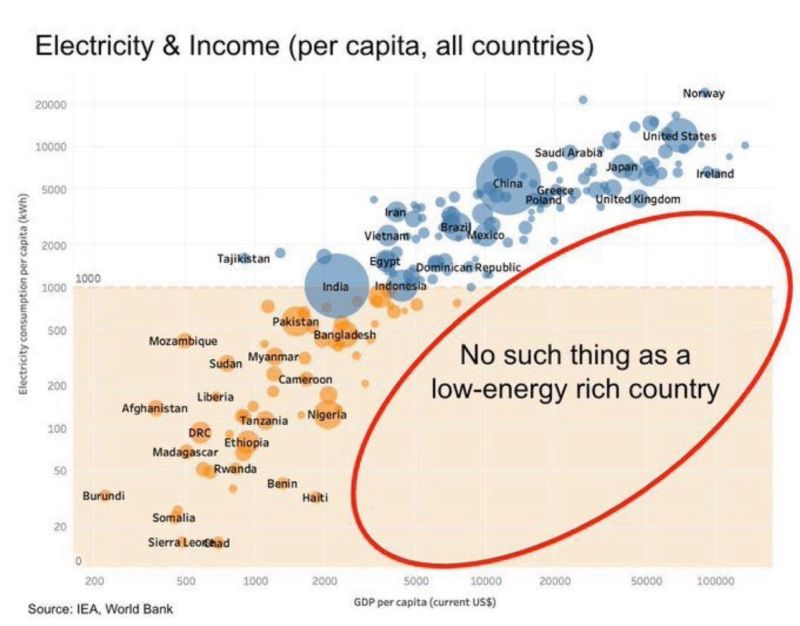 Electricity & Income (per capita, all countries)
Electricity consumption per capita (kWh)
20000
10000
5000
2000
1000
500
200
100
50
20
0
1000
Norway
United States
Saudi Arabia
Japan
Ireland
China
Greece
Poland
United Kingdom
Iran
Brazil
Vietnam
Mexico
Tajikistan
Egypt
Dominican Republic
India
Indonesia
Pakistan
Bangladesh
Mozambique
Myanmar
Sudan
Cameroon
Liberia
Afghanistan
Nigeria
Tanzania
DRC
Ethiopia
Madagascar
Rwanda
Benin
Burundi
Haiti
Somalia
Sierra Leone
Chad
No such thing as a
low-energy rich country
200
500
1000
2000
5000
10000
20000
50000
100000
GDP per capita (current US$)
Source: IEA, World Bank